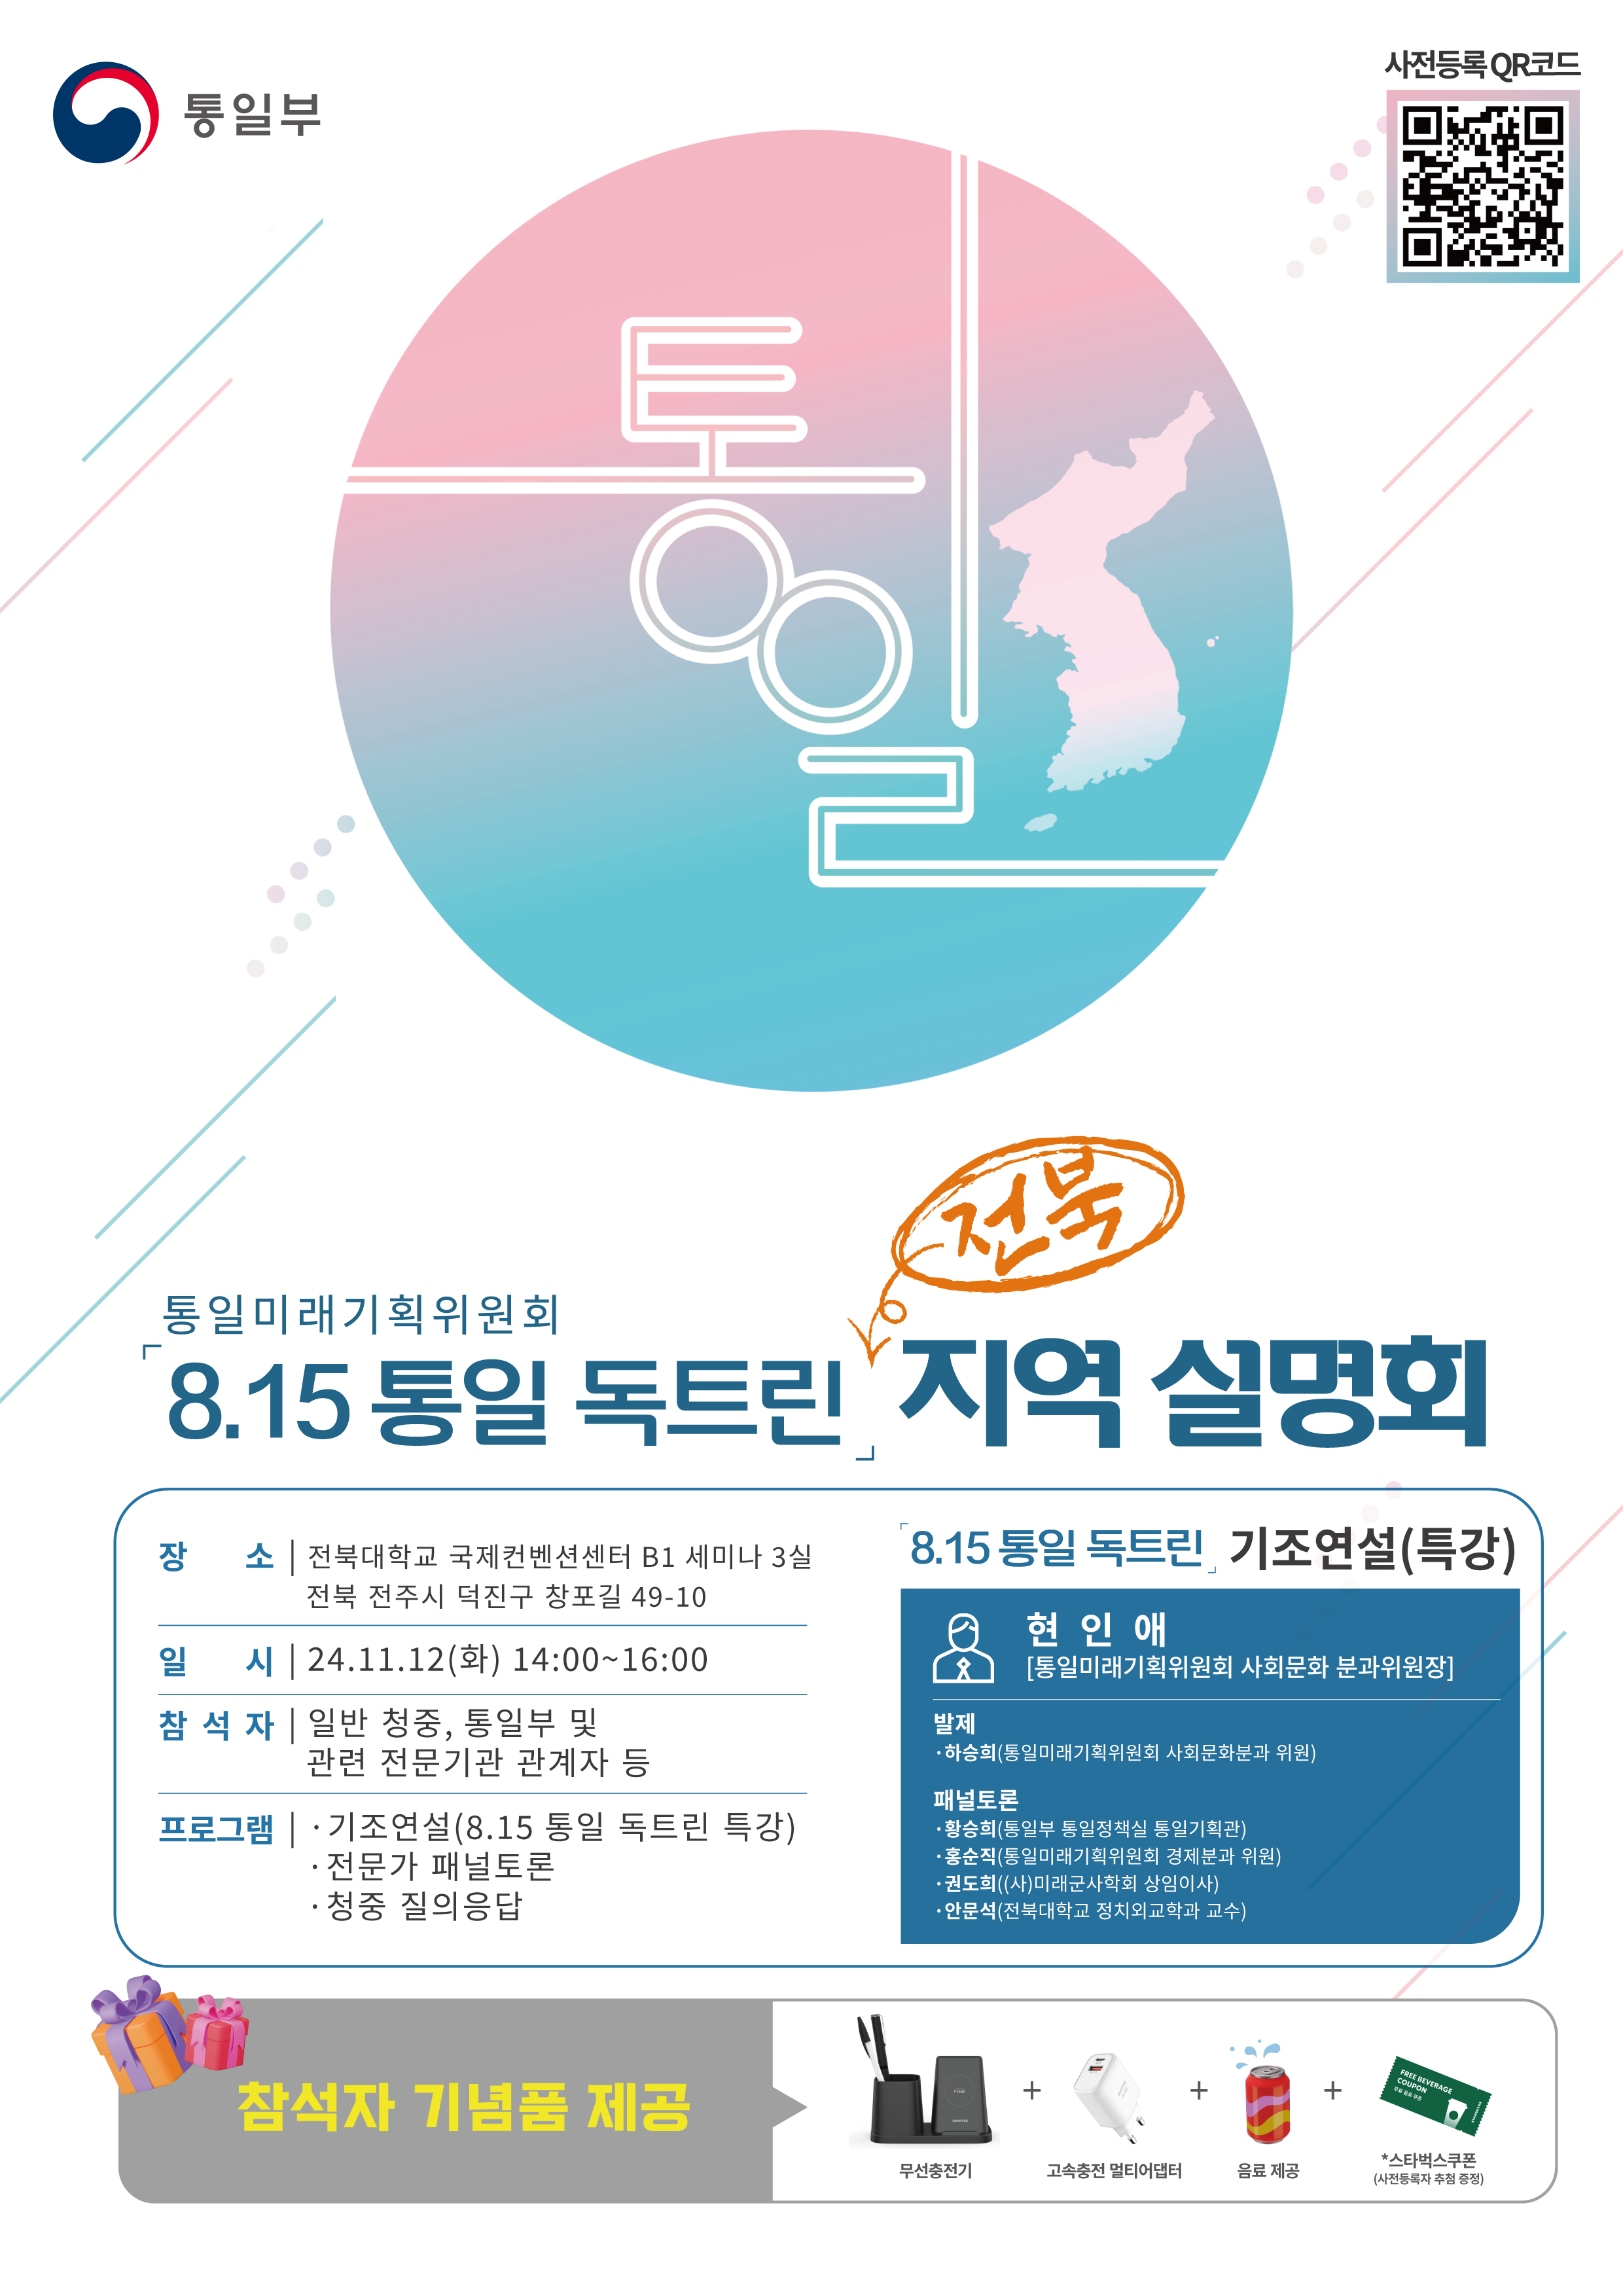 통일부
사전등록 QR코드
통일
전북
통일미래기획위원회
「8.15 통일 독트린」 지역 설명회
장 소 | 전북대학교 국제컨벤션센터 B1 세미나 3실
전북 전주시 덕진구 창포길 49-10
일 시 | 24.11.12(화) 14:00~16:00
참 석 자 | 일반 청중, 통일부 및
관련 전문기관 관계자 등
프로그램 | ·기조연설(8.15 통일 독트린 특강)
·전문가 패널토론
·청중 질의응답
「8.15 통일 독트린」 기조연설(특강)
현 인 애
[통일미래기획위원회 사회문화 분과위원장]
발제
·하승희(통일미래기획위원회 사회문화분과 위원)
패널토론
·황승희(통일부 통일정책실 통일기획관)
·홍순직(통일미래기획위원회 경제분과 위원)
·권도희((사)미래군사학회 상임이사)
·안문석(전북대학교 정치외교학과 교수)
참석자 기념품 제공
무선충전기
+
고속충전 멀티어댑터
+
음료 제공
+
FREE BEVERAGE
COUPON
무료 음료 쿠폰
*스타벅스쿠폰
(사전등록자 추첨 증정)